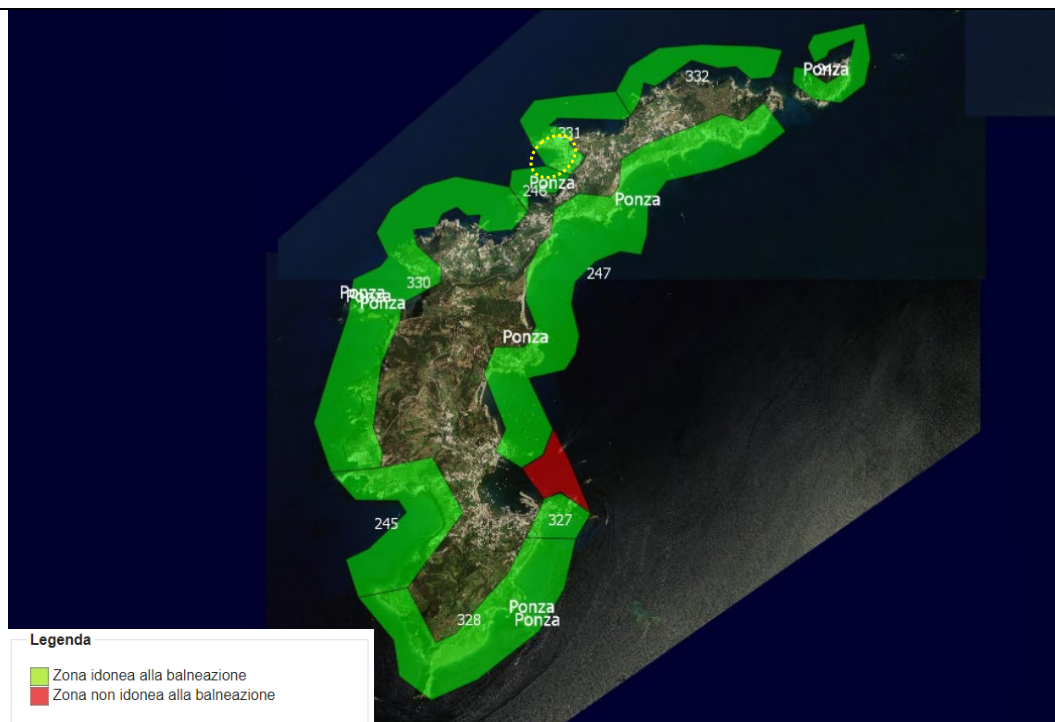 332
Ponza
331
Ponza
246
Ponza
247
330
Ponza
Ponza
Ponza
245
327
Ponza
Ponza
328
Legenda
Zona idonea alla balneazione
Zona non idonea alla balneazione